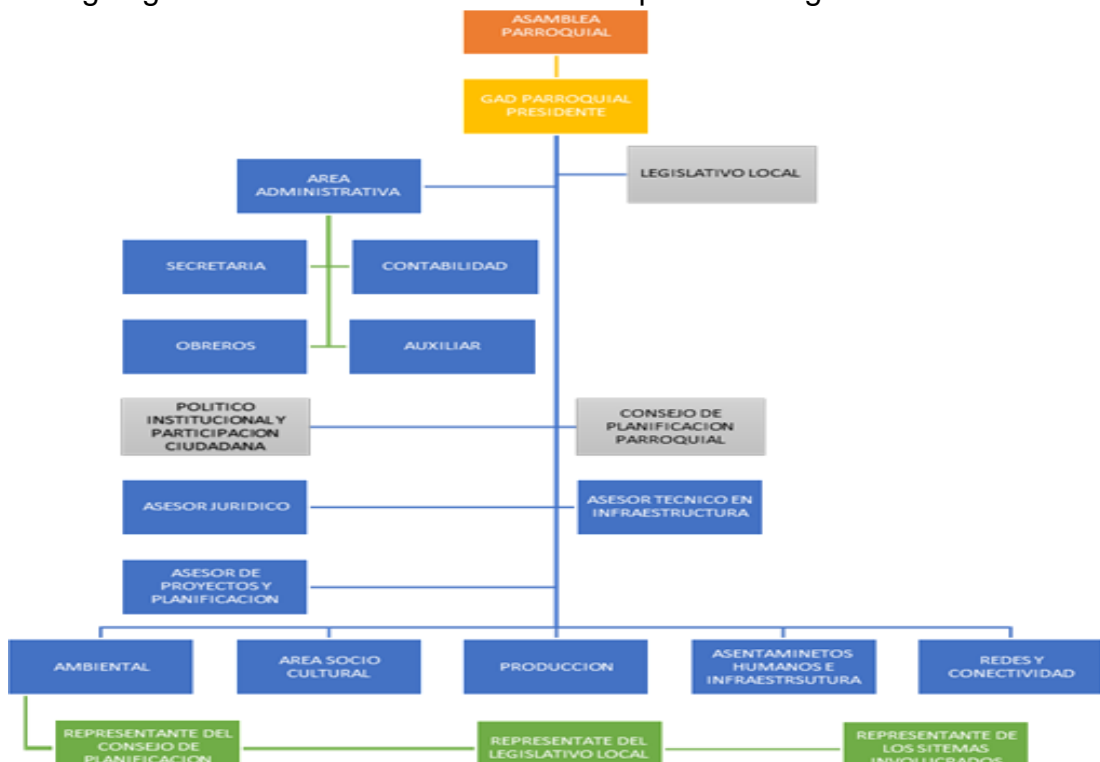 ASAMBLEA
PARROQUIAL
GAD PARROQUIAL
PRESIDENTE
LEGISLATIVO LOCAL
AREA
ADMINISTRATIVA
SECRETARIA
CONTABILIDAD
OBREROS
AUXILIAR
POLITICO
INSTITUCIONAL Y
PARTICIPACION
CIUDADANA
CONSEJO DE
PLANIFICACION
PARROQUIAL
ASESOR JURIDICO
ASESOR TECNICO EN
INFRAESTRUCTURA
ASESOR DE
PROYECTOS Y
PLANIFICACION
AMBIENTAL
AREA SOCIO
CULTURAL
PRODUCCION
ASENTAMINETOS
HUMANOS E
INFRAESTRSUTURA
REDES Y
CONECTIVIDAD
REPRESENTANTE DEL
CONSEJO DE
PLANIFICACION
REPRESENTATE DEL
LEGISLATIVO LOCAL
REPRESENTANTE DE
LOS SITEMAS
INVOLUCRADOS